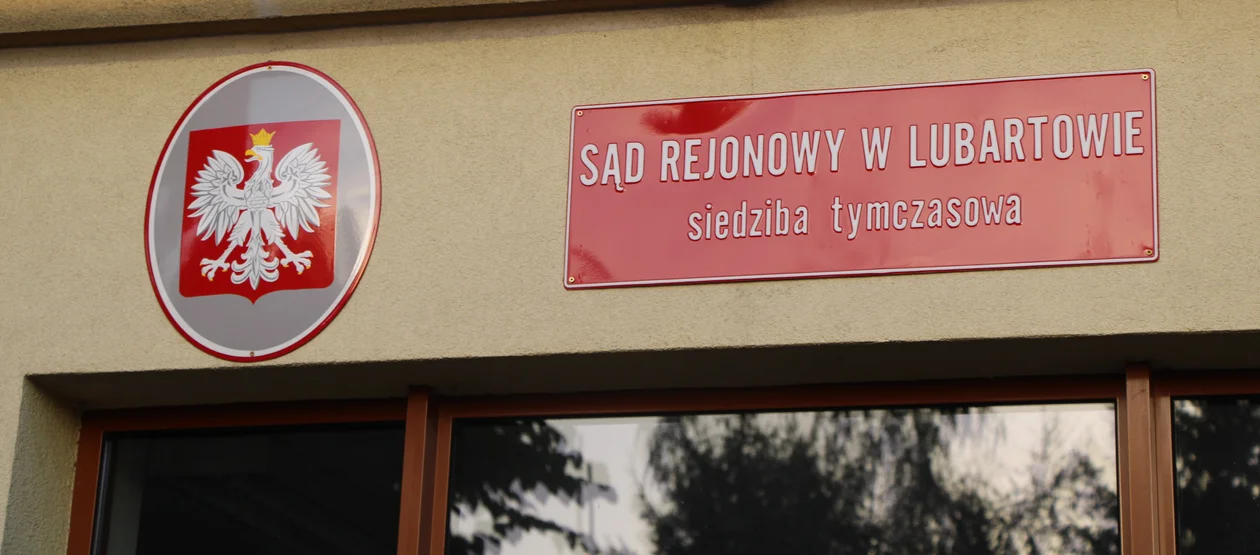 SĄD REJONOWY W LUBARTOWIE
siedziba tymczasowa